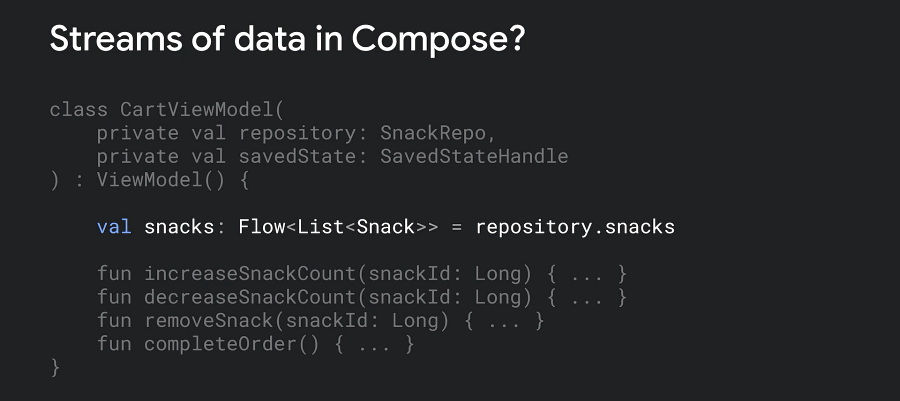 Streams of data in Compose?
class CartViewModel(
    private val repository: SnackRepo,
    private val savedState: SavedStateHandle
) : ViewModel() {
    val snacks: Flow<List<Snack>> = repository.snacks
    fun increaseSnackCount(snackId: Long) { ... }
    fun decreaseSnackCount(snackId: Long) { ... }
    fun removeSnack(snackId: Long) { ... }
    fun completeOrder() { ... }
}